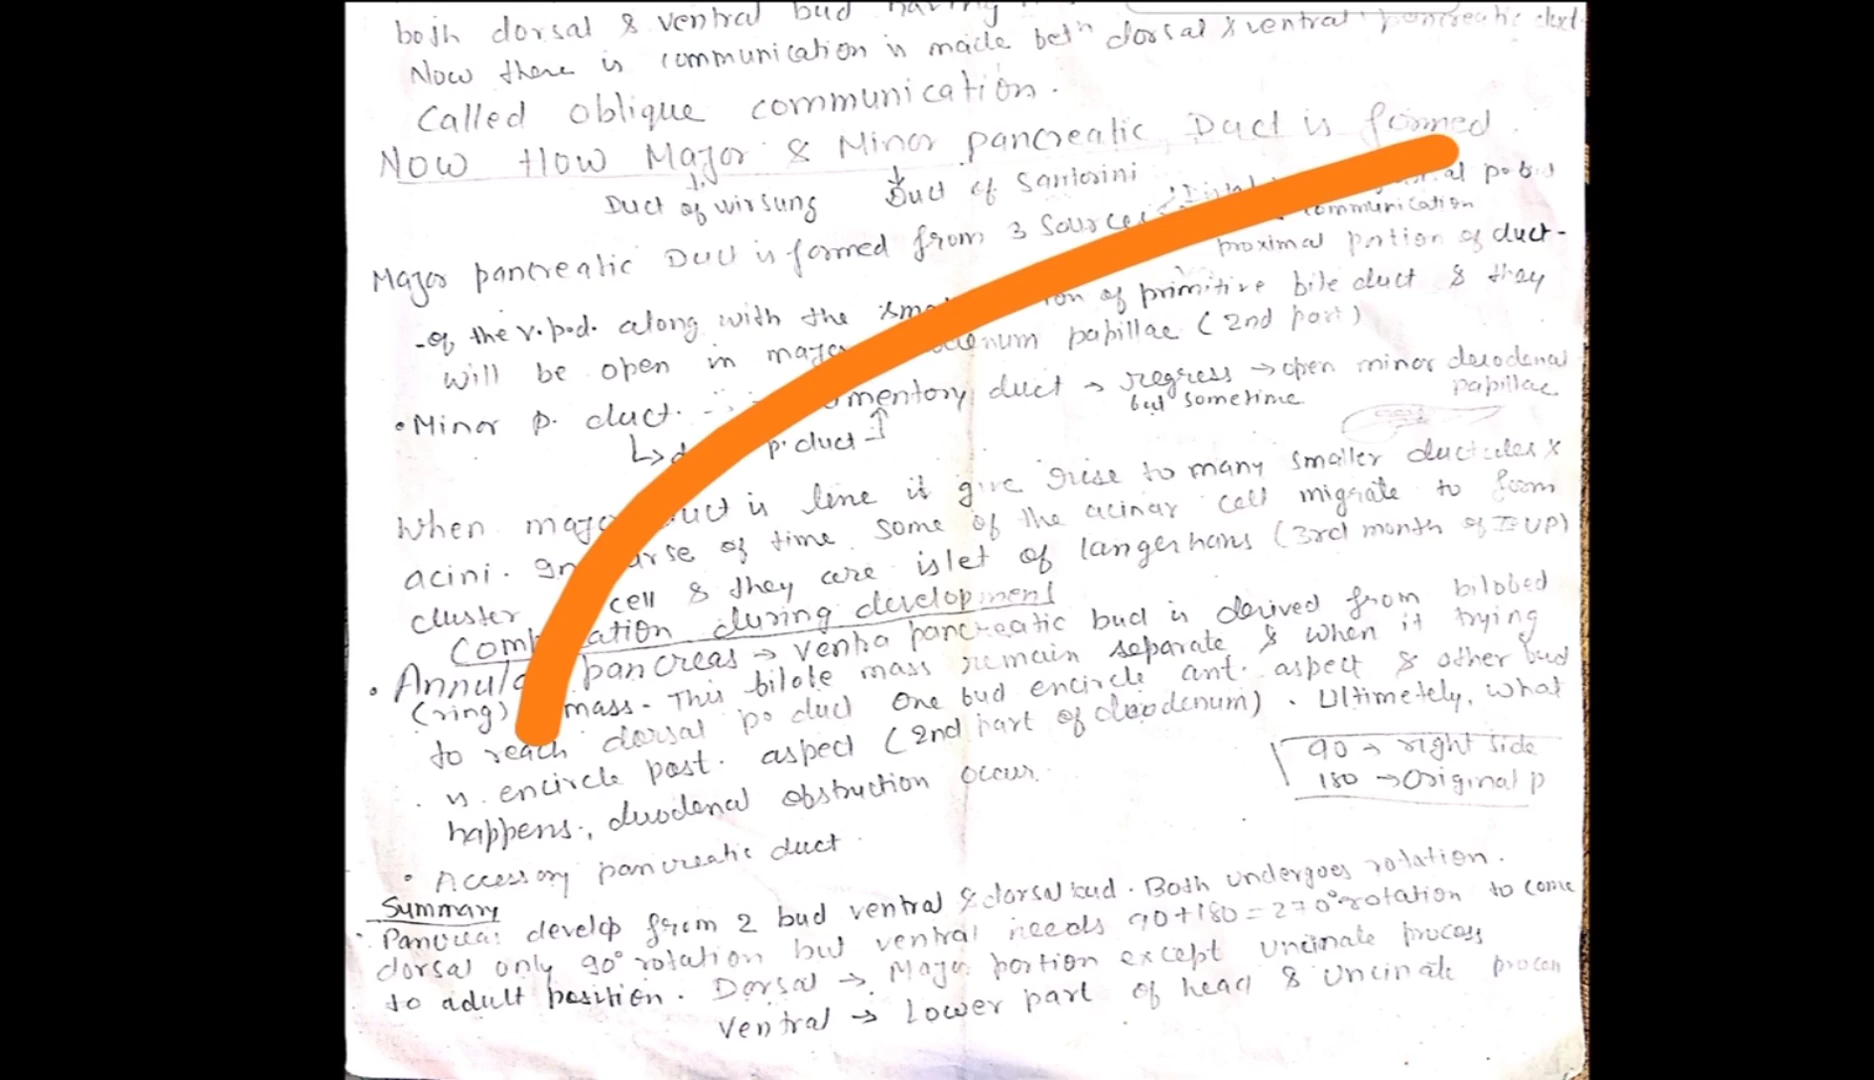 both dorsal & ventral bud having
Now there is communication is made betn dorsal & ventral pancreatic duct
Called oblique communication.
Now How Major & Minor pancreatic Duct is formed
Duct of wirsung Duct of Santorini
Major pancreatic Duct is formed from 3 Sources
communication
proximal portion of duct-
-of the v.p.d. along with the of primitive bile duct & they
will be open in papillae (2nd part)
• Minor p. duct. duct → regress → open minor duodenal
but sometime papillae
↳ p. duct
When is line it give rise to many smaller ductules &
acini. of time some of the acinar cell migrate to form
cluster cell & they are islet of langerhans (3rd month of IUP)
during development
• pancreas → ventra pancreatic bud is derived from bilobed
(ring) mass. This bilobe mass remain separate & when it trying
to reach dorsal po duct One bud encircle ant. aspect & other bud
is encircle post. aspect (2nd part of duodenum). Ultimetely, what
happens, duodenal obstruction occur.
90 → right side
180 → Original p
• Accessory pancreatic duct.
Summary
• Pancreas develop from 2 bud ventral & dorsal bud. Both undergoes rotation.
dorsal only 90° rotation but ventral needs 90+180=270° rotation to come
to adult position. Dorsal → Major portion except Uncinate process
Ventral → Lower part of head & Uncinate process